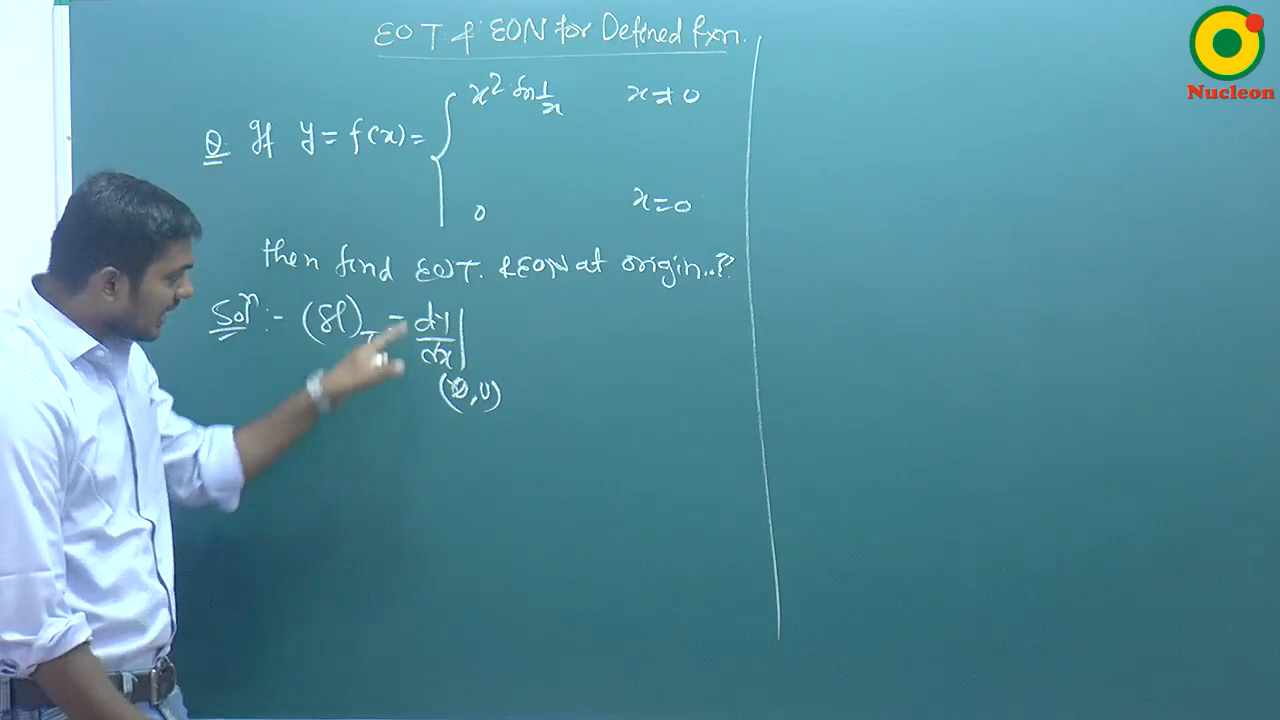 EOT & EON for Defined fxn.
Nucleon
x² sin 1/x x ≠ 0
Q If y = f(x) =
0 x = 0
then find EOT. & EON at origin..?
Solⁿ :- (Sl)T = dy/dx |
(0,0)